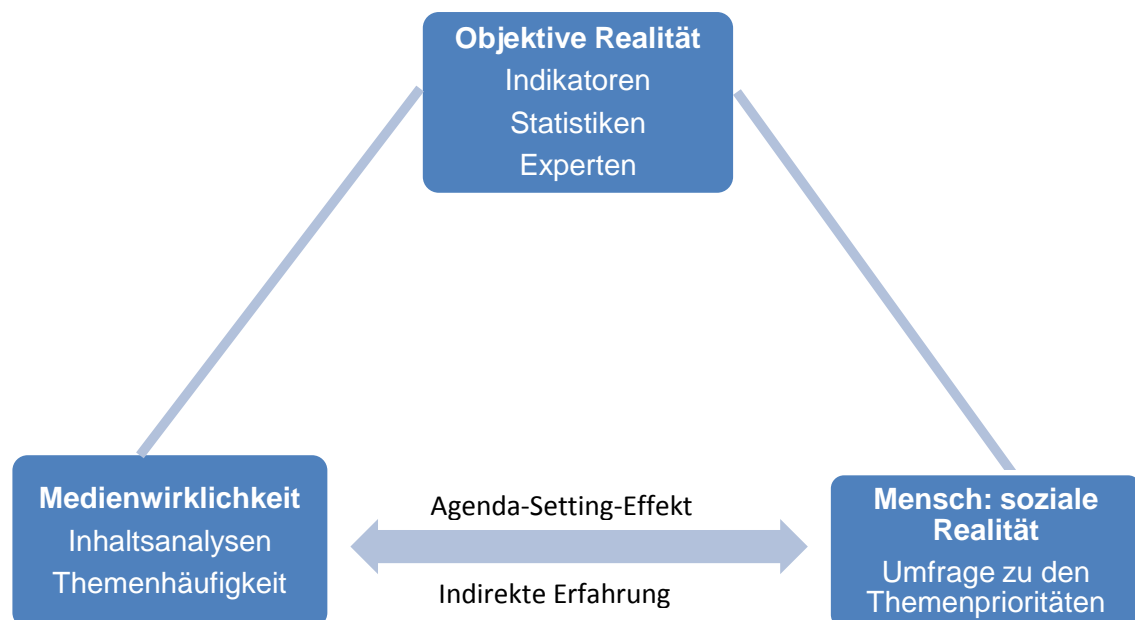 Objektive Realität
Indikatoren
Statistiken
Experten
Medienwirklichkeit
Inhaltsanalysen
Themenhäufigkeit
Agenda-Setting-Effekt
Indirekte Erfahrung
Mensch: soziale
Realität
Umfrage zu den
Themenprioritäten